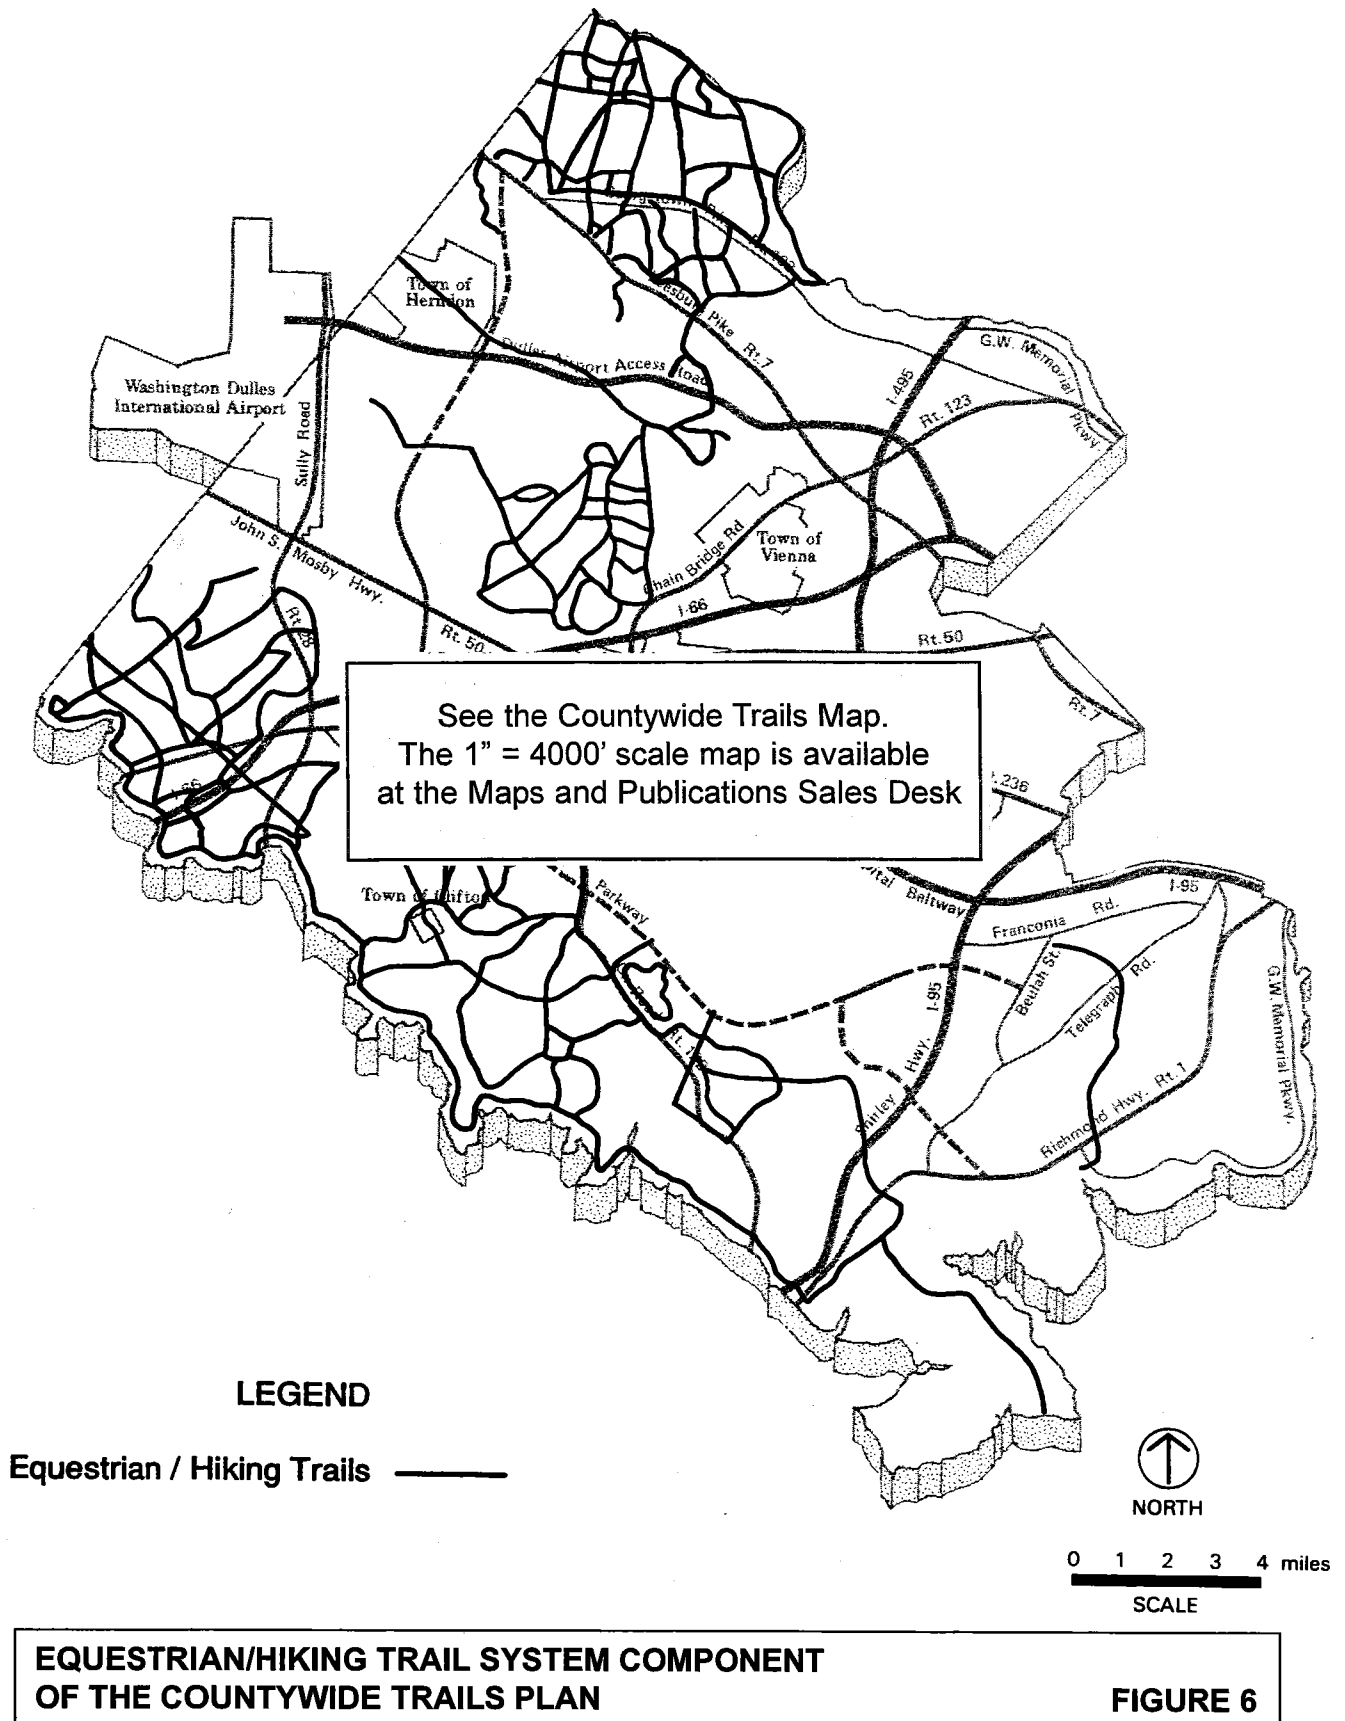 Town of
Herndon
Pike Rt.7
Dulles Airport Access Road
G.W. Memorial Pkwy
I-495
Rt. 123
Washington Dulles
International Airport
Sully Road
John S. Mosby Hwy.
Rt. 50
Chain Bridge Rd
Town of
Vienna
I-66
Rt.50
Rt.7
See the Countywide Trails Map.
The 1” = 4000’ scale map is available
at the Maps and Publications Sales Desk
236
Town of Clifton
Parkway
Beltway
I-95
Franconia Rd.
Beulah St.
Telegraph Rd.
I-95
Shirley Hwy.
Richmond Hwy. Rt.1
G.W. Memorial Pkwy.
LEGEND
Equestrian / Hiking Trails
NORTH
0 1 2 3 4 miles
SCALE
EQUESTRIAN/HIKING TRAIL SYSTEM COMPONENT
OF THE COUNTYWIDE TRAILS PLAN
FIGURE 6